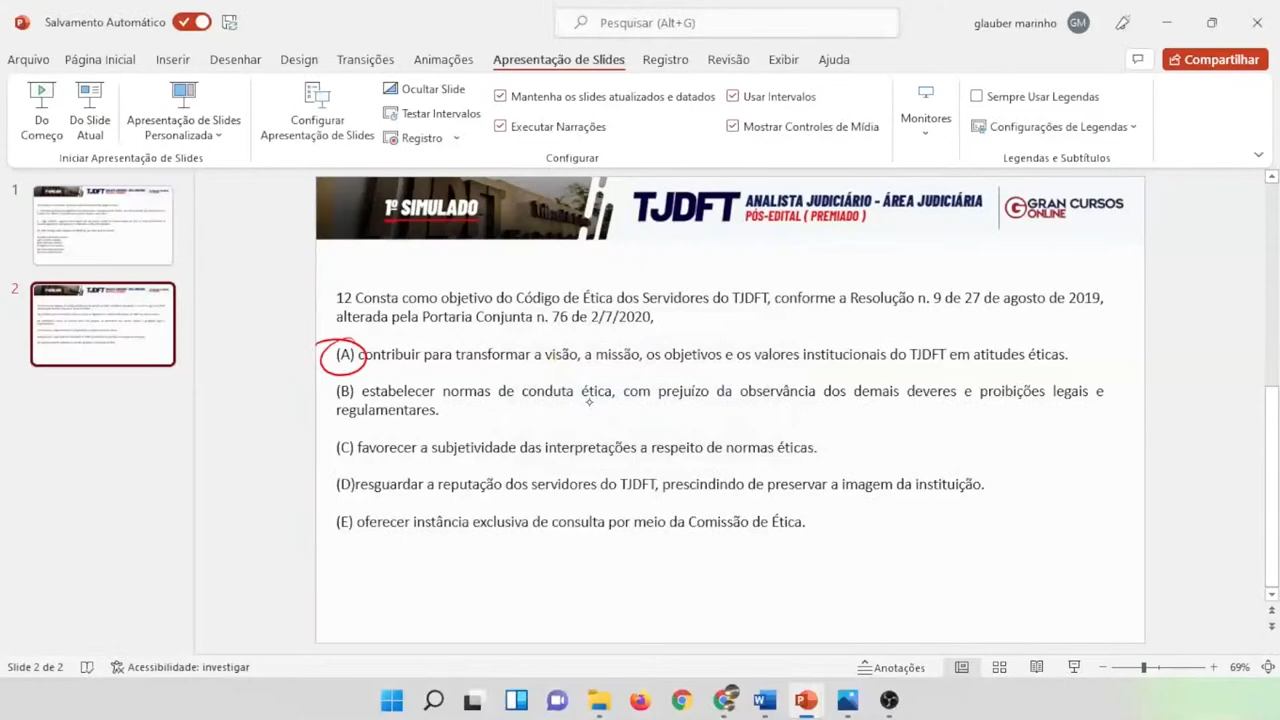 Salvamento Automático
Pesquisar (Alt+G)
glauber marinho
GM
Arquivo
Página Inicial
Inserir
Desenhar
Design
Transições
Animações
Apresentação de Slides
Registro
Revisão
Exibir
Ajuda
Compartilhar
Do Começo
Do Slide Atual
Apresentação de Slides Personalizada
Configurar Apresentação de Slides
Ocultar Slide
Testar Intervalos
Registro
Mantenha os slides atualizados e datados
Executar Narrações
Usar Intervalos
Mostrar Controles de Mídia
Monitores
Sempre Usar Legendas
Configurações de Legendas
Iniciar Apresentação de Slides
Configurar
Legendas e Subtítulos
1
2
1º SIMULADO
TJDFT
JUDICIÁRIO - ÁREA JUDICIÁRIA
GRAN CURSOS
ONLINE
12 Consta como objetivo do Código de Ética dos Servidores do TJDFT, conforme a Resolução n. 9 de 27 de agosto de 2019,
alterada pela Portaria Conjunta n. 76 de 2/7/2020,
(A) contribuir para transformar a visão, a missão, os objetivos e os valores institucionais do TJDFT em atitudes éticas.
(B) estabelecer normas de conduta ética, com prejuízo da observância dos demais deveres e proibições legais e
regulamentares.
(C) favorecer a subjetividade das interpretações a respeito de normas éticas.
(D)resguardar a reputação dos servidores do TJDFT, prescindindo de preservar a imagem da instituição.
(E) oferecer instância exclusiva de consulta por meio da Comissão de Ética.
Slide 2 de 2
Acessibilidade: investigar
Anotações
69%